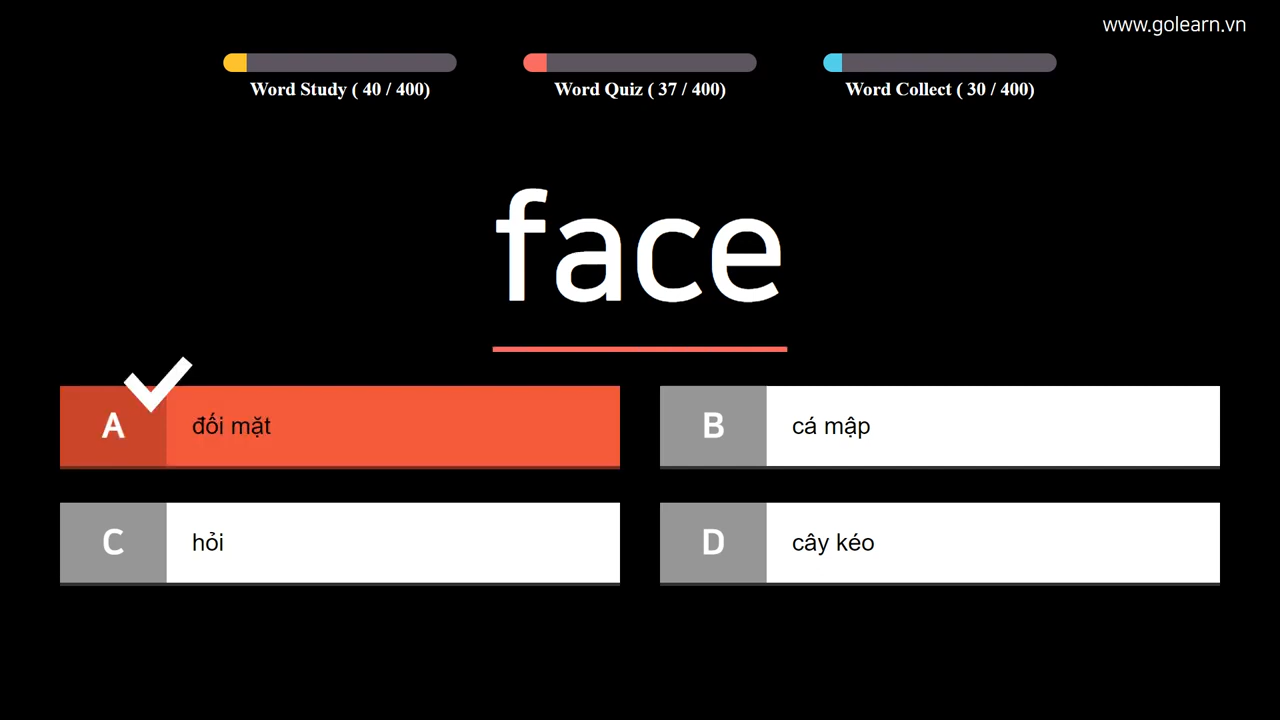 www.golearn.vn
Word Study ( 40 / 400)
Word Quiz ( 37 / 400)
Word Collect ( 30 / 400)
face
A đối mặt
B cá mập
C hỏi
D cây kéo